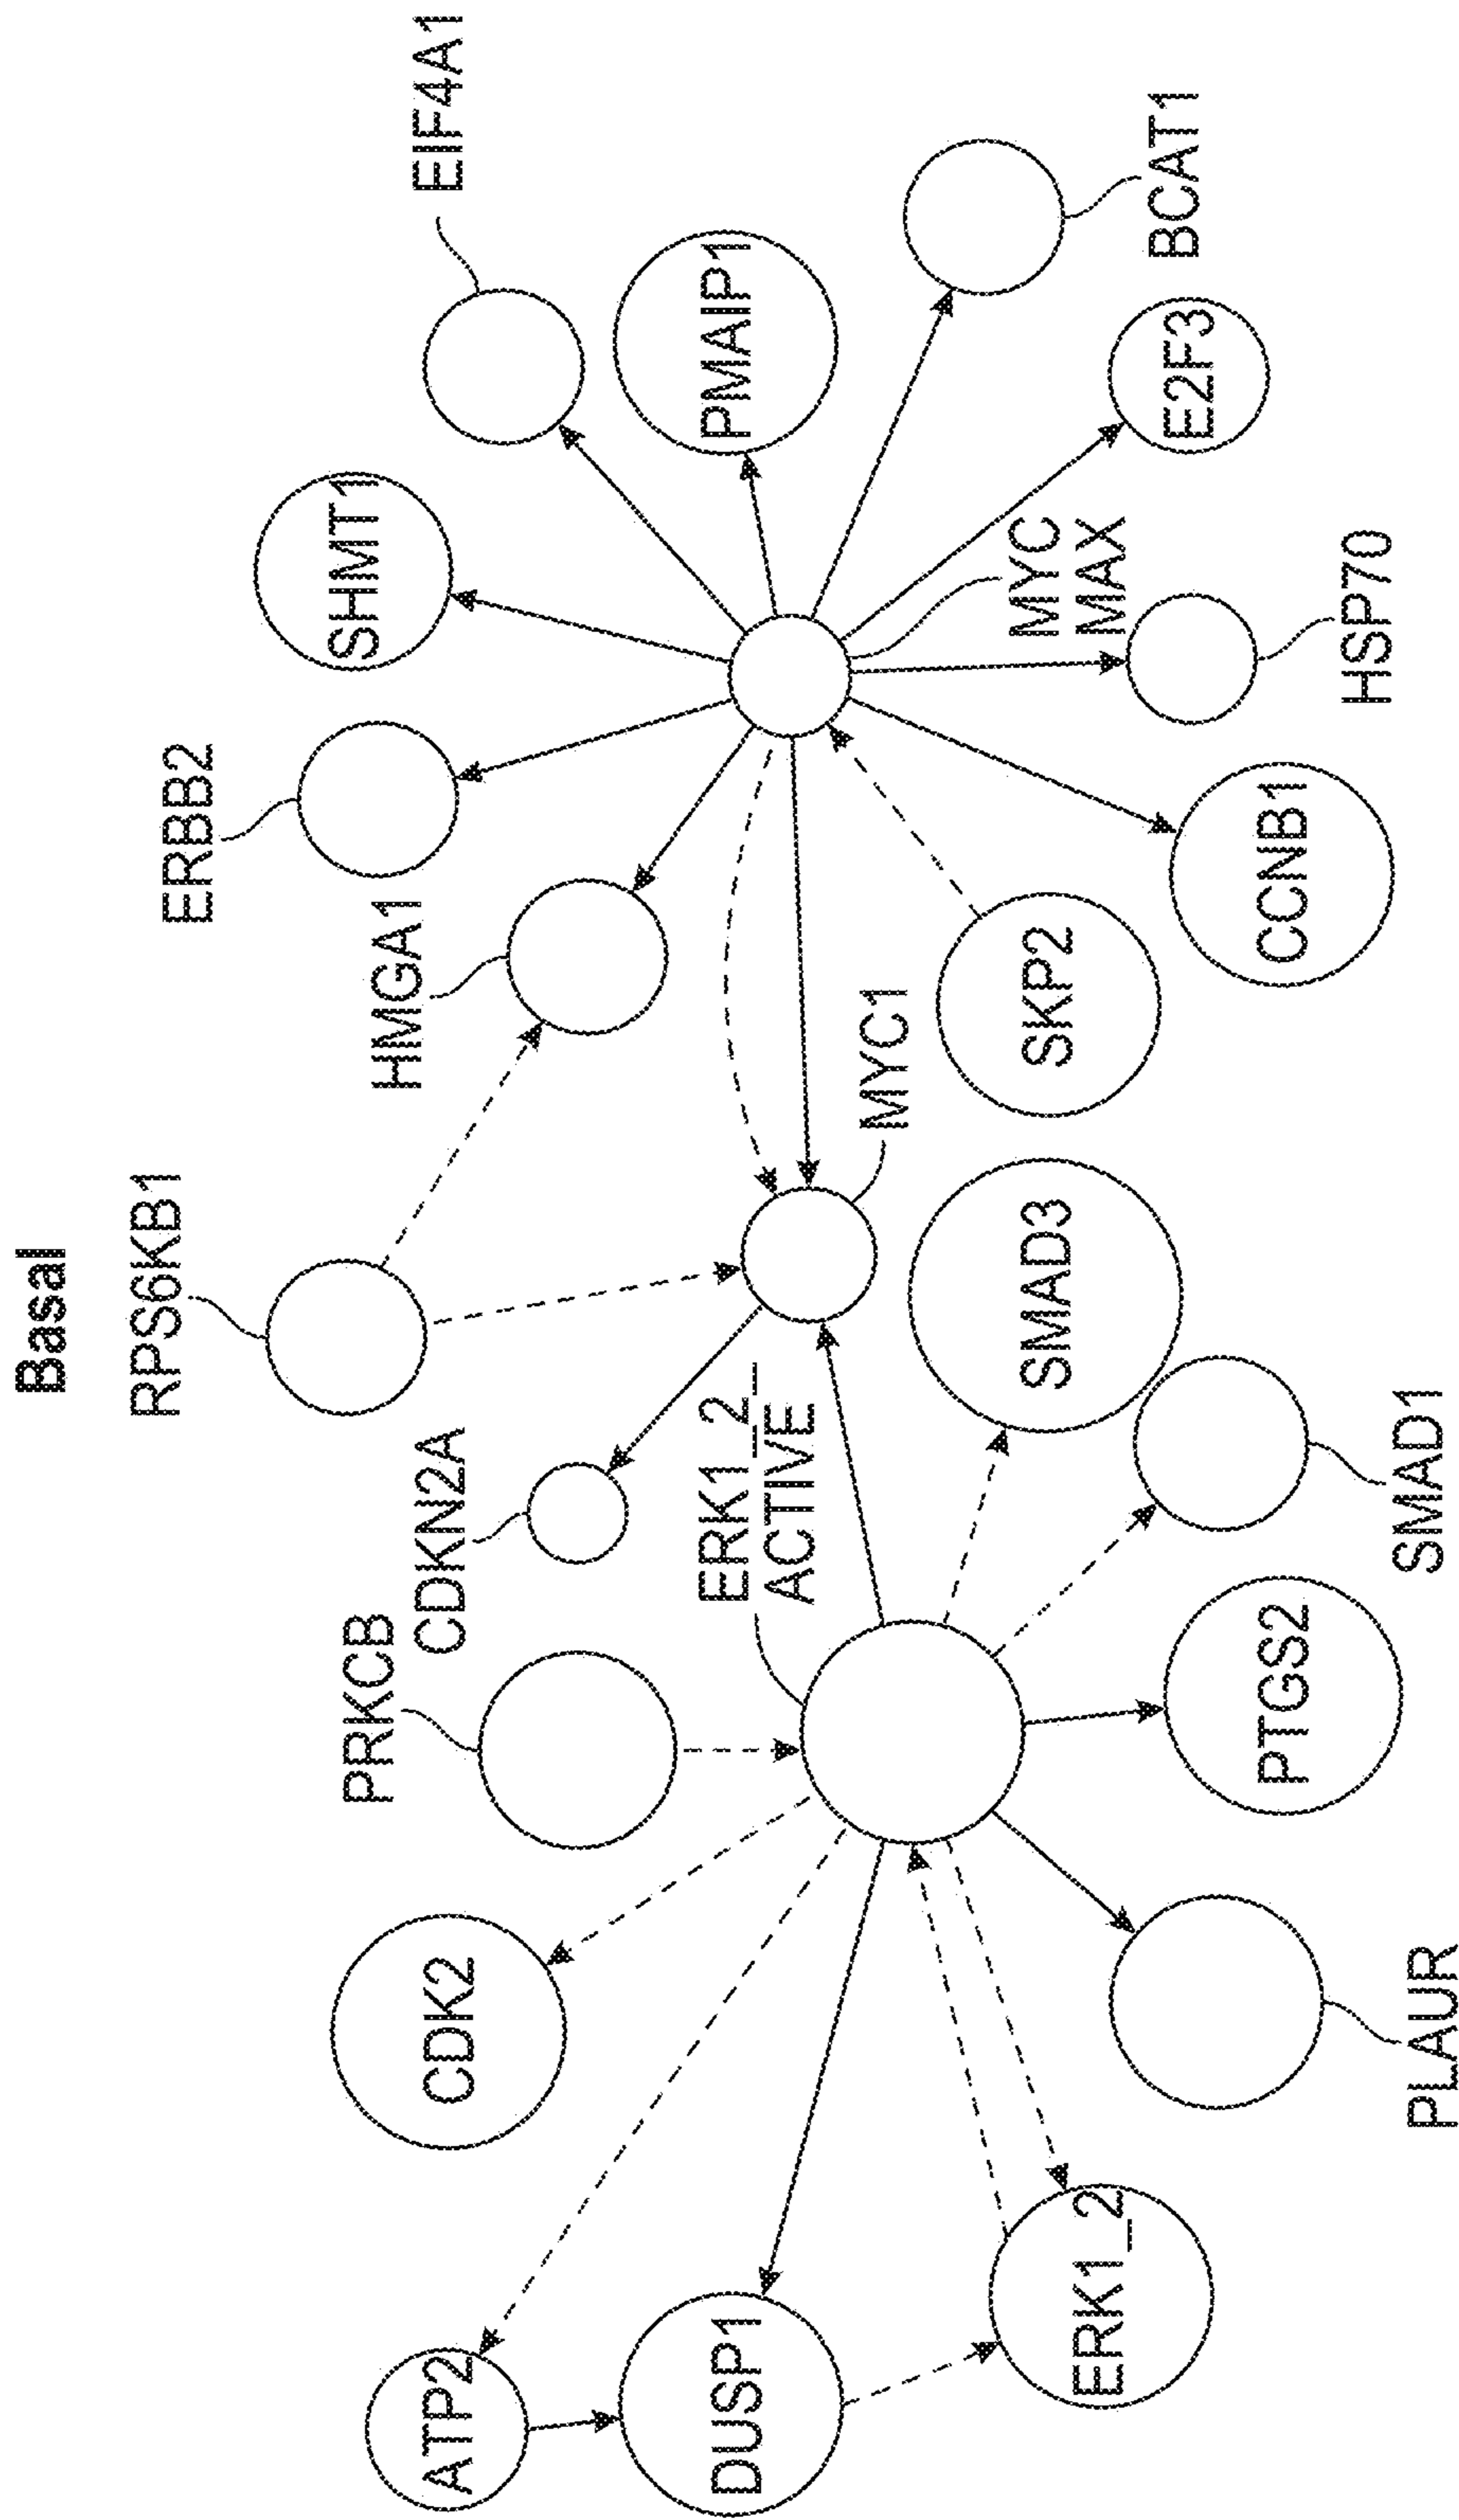 Basal
RPS6KB1
ERBB2
EIF4A1
SHMT1
PRKCB
CDKN2A
HMGA1
CDK2
ATP2
PMAIP1
DUSP1
ERK1_2_
ACTIVE
MYC1
MYC
MAX
BCAT1
SMAD3
SKP2
E2F3
ERK1_2
PTGS2
CCNB1
HSP70
SMAD1
PLAUR